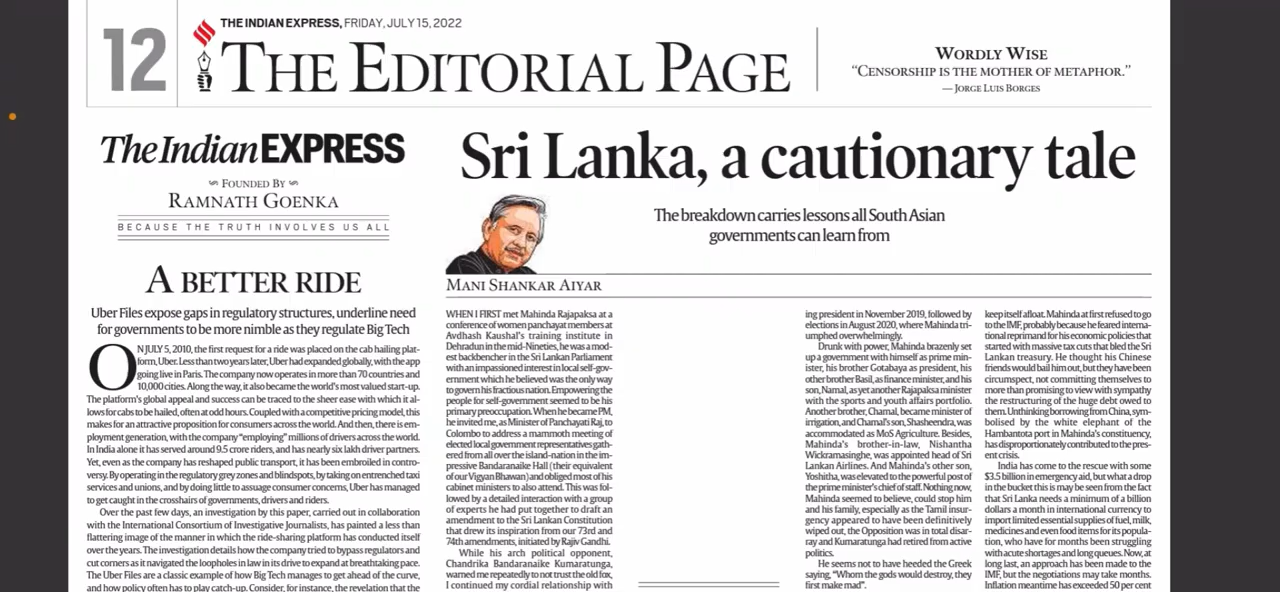 12
THE INDIAN EXPRESS, FRIDAY, JULY 15, 2022
THE EDITORIAL PAGE
WORDLY WISE
“CENSORSHIP IS THE MOTHER OF METAPHOR.”
— JORGE LUIS BORGES
The Indian EXPRESS
FOUNDED BY
RAMNATH GOENKA
BECAUSE THE TRUTH INVOLVES US ALL
A BETTER RIDE
Uber Files expose gaps in regulatory structures, underline need
for governments to be more nimble as they regulate Big Tech
ON JULY 5, 2010, the first request for a ride was placed on the cab hailing plat-
form, Uber. Less than two years later, Uber had expanded globally, with the app
going live in Paris. The company now operates in more than 70 countries and
10,000 cities. Along the way, it also became the world's most valued start-up.
The platform's global appeal and success can be traced to the sheer ease with which it al-
lows for cabs to be hailed, often at odd hours. Coupled with a competitive pricing model, this
makes for an attractive proposition for consumers across the world. And then, there is em-
ployment generation, with the company “employing” millions of drivers across the world.
In India alone it has served around 9.5 crore riders, and has nearly six lakh driver partners.
Yet, even as the company has reshaped public transport, it has been embroiled in contro-
versy. By operating in the regulatory grey zones and blindspots, by taking on entrenched taxi
services and unions, and by doing little to assuage consumer concerns, Uber has managed
to get caught in the crosshairs of governments, drivers and riders.
Over the past few days, an investigation by this paper, carried out in collaboration
with the International Consortium of Investigative Journalists, has painted a less than
flattering image of the manner in which the ride-sharing platform has conducted itself
over the years. The investigation details how the company tried to bypass regulators and
cut corners as it navigated the loopholes in law in its drive to expand at breathtaking pace.
The Uber Files are a classic example of how Big Tech manages to get ahead of the curve,
and how policy often has to play catch-up. Consider, for instance, the revelation that the
Sri Lanka, a cautionary tale
The breakdown carries lessons all South Asian
governments can learn from
MANI SHANKAR AIYAR
WHEN I FIRST met Mahinda Rajapaksa at a
conference of women panchayat members at
Avdhash Kaushal's training institute in
Dehradun in the mid-Nineties, he was a mod-
est backbencher in the Sri Lankan Parliament
with an impassioned interest in local self-gov-
ernment which he believed was the only way
to govern his fractious nation. Empowering the
people for self-government seemed to be his
primary preoccupation. When he became PM,
he invited me, as Minister of Panchayati Raj, to
Colombo to address a mammoth meeting of
elected local government representatives gath-
ered from all over the island-nation in the im-
pressive Bandaranaike Hall (their equivalent
of our Vigyan Bhawan) and obliged most of his
cabinet ministers to also attend. This was fol-
lowed by a detailed interaction with a group
of experts he had put together to draft an
amendment to the Sri Lankan Constitution
that drew its inspiration from our 73rd and
74th amendments, initiated by Rajiv Gandhi.
While his arch political opponent,
Chandrika Bandaranaike Kumaratunga,
warned me repeatedly to not trust the old fox,
I continued my cordial relationship with
ing president in November 2019, followed by
elections in August 2020, where Mahinda tri-
umphed overwhelmingly.
Drunk with power, Mahinda brazenly set
up a government with himself as prime min-
ister, his brother Gotabaya as president, his
other brother Basil, as finance minister, and his
son, Namal, as yet another Rajapaksa minister
with the sports and youth affairs portfolio.
Another brother, Chamal, became minister of
irrigation, and Chamal's son, Shasheendra, was
accommodated as MoS Agriculture. Besides,
Mahinda's brother-in-law, Nishantha
Wickramasinghe, was appointed head of Sri
Lankan Airlines. And Mahinda's other son,
Yoshitha, was elevated to the powerful post of
the prime minister's chief of staff. Nothing now,
Mahinda seemed to believe, could stop him
and his family, especially as the Tamil insur-
gency appeared to have been definitively
wiped out, the Opposition was in total disar-
ray and Kumaratunga had retired from active
politics.
He seems not to have heeded the Greek
saying, “Whom the gods would destroy, they
first make mad”.
keep itself afloat. Mahinda at first refused to go
to the IMF, probably because he feared interna-
tional reprimand for his economic policies that
started with massive tax cuts that bled the Sri
Lankan treasury. He thought his Chinese
friends would bail him out, but they have been
circumspect, not committing themselves to
more than promising to view with sympathy
the restructuring of the huge debt owed to
them. Unthinking borrowing from China, sym-
bolised by the white elephant of the
Hambantota port in Mahinda's constituency,
has disproportionately contributed to the pres-
ent crisis.
India has come to the rescue with some
$3.5 billion in emergency aid, but what a drop
in the bucket this is may be seen from the fact
that Sri Lanka needs a minimum of a billion
dollars a month in international currency to
import limited essential supplies of fuel, milk,
medicines and even food items for its popula-
tion, who have for months been struggling
with acute shortages and long queues. Now, at
long last, an approach has been made to the
IMF, but the negotiations may take months.
Inflation meantime has exceeded 50 per cent